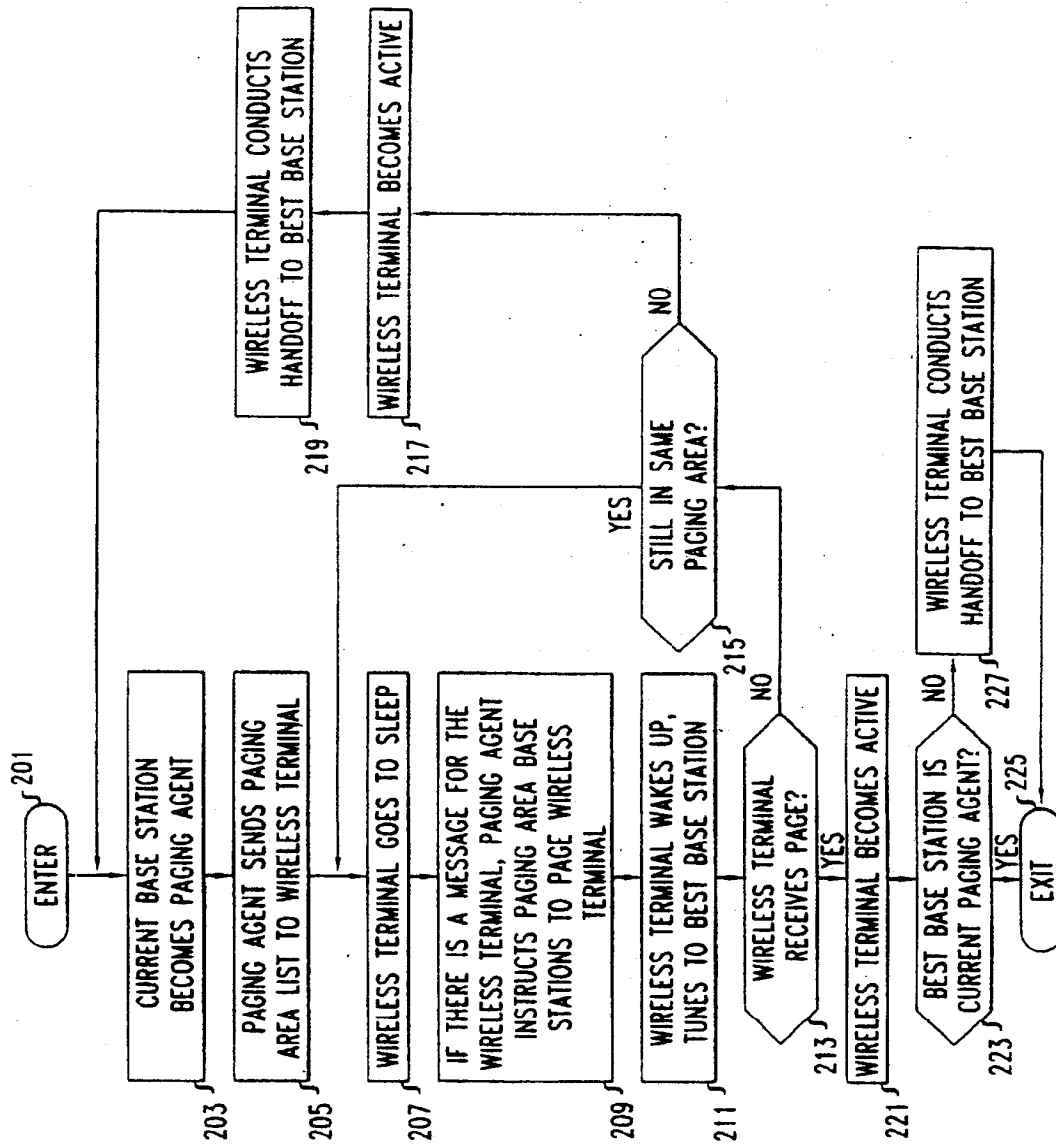 ENTER
201
CURRENT BASE STATION
BECOMES PAGING AGENT
203
PAGING AGENT SENDS PAGING
AREA LIST TO WIRELESS TERMINAL
205
WIRELESS TERMINAL GOES TO SLEEP
207
IF THERE IS A MESSAGE FOR THE
WIRELESS TERMINAL, PAGING AGENT
INSTRUCTS PAGING AREA BASE
STATIONS TO PAGE WIRELESS
TERMINAL
209
WIRELESS TERMINAL WAKES UP,
TUNES TO BEST BASE STATION
211
WIRELESS TERMINAL
RECEIVES PAGE?
213
NO
YES
STILL IN SAME
PAGING AREA?
215
YES
NO
WIRELESS TERMINAL BECOMES ACTIVE
217
WIRELESS TERMINAL CONDUCTS
HANDOFF TO BEST BASE STATION
219
WIRELESS TERMINAL BECOMES ACTIVE
221
BEST BASE STATION IS
CURRENT PAGING AGENT?
223
NO
YES
WIRELESS TERMINAL CONDUCTS
HANDOFF TO BEST BASE STATION
227
EXIT
225